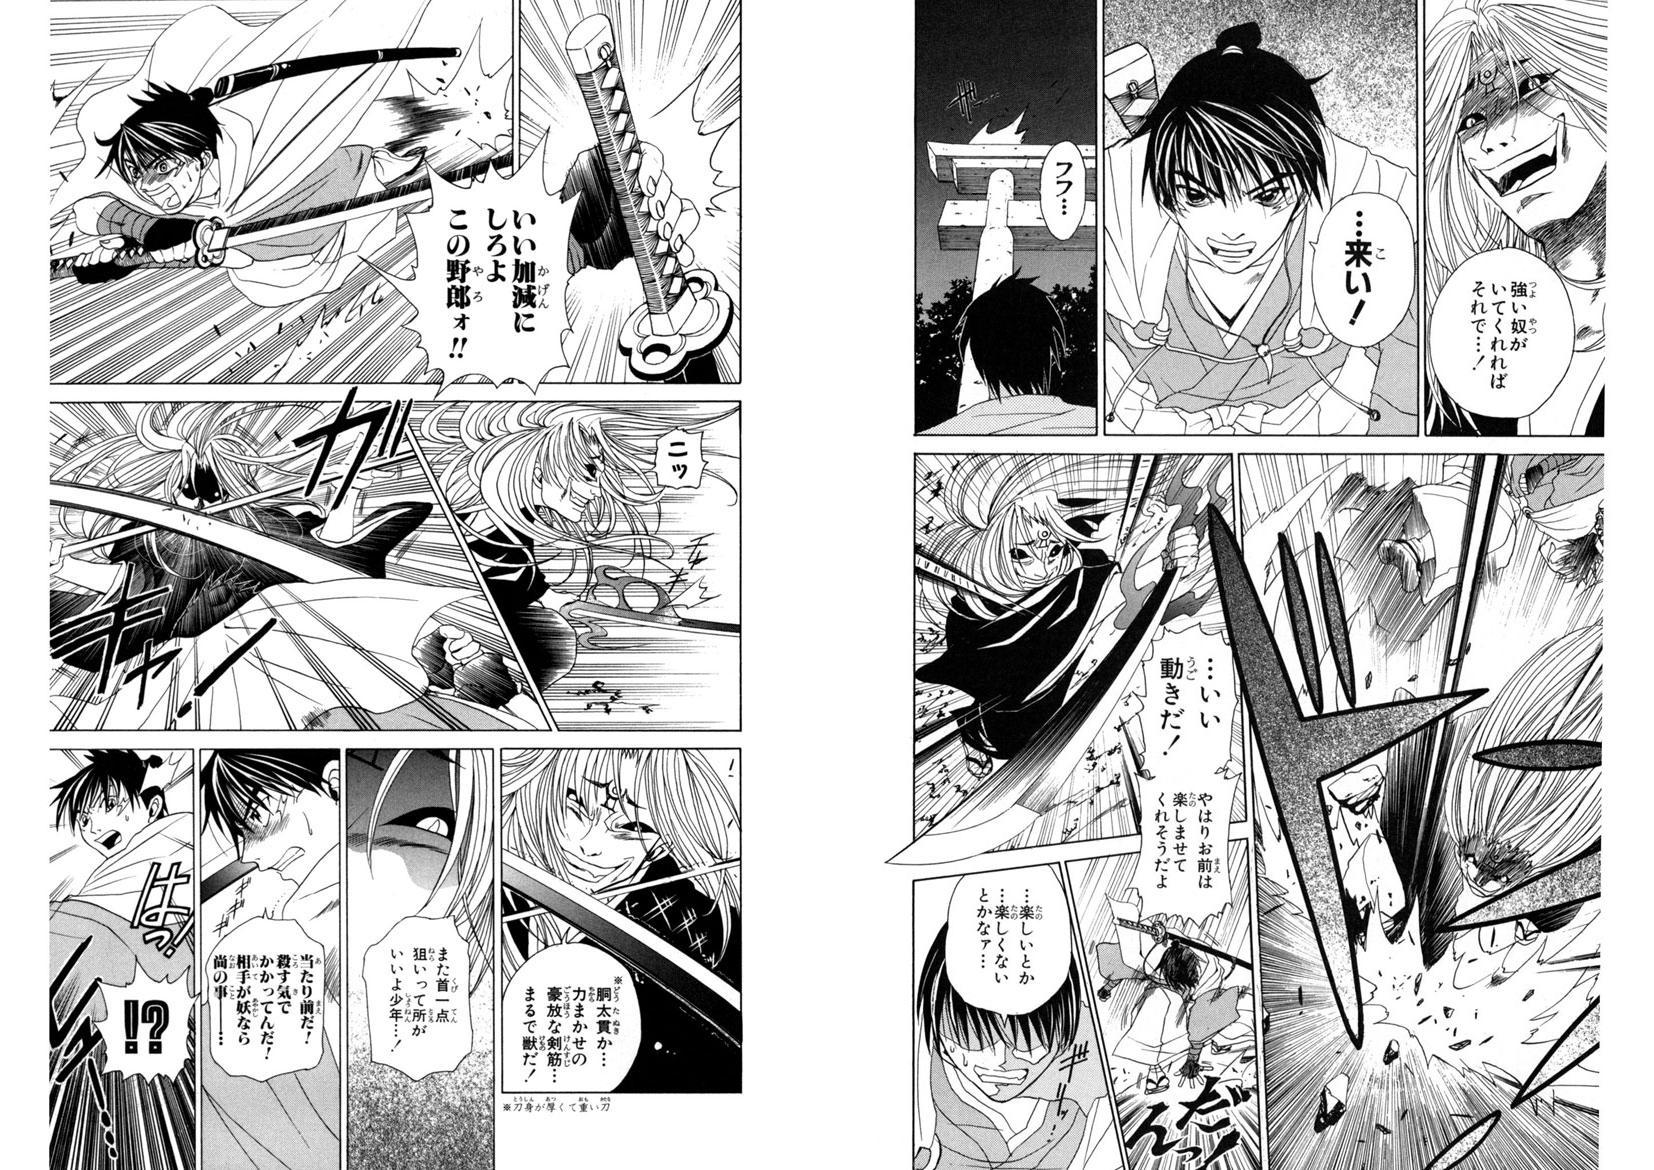 強い奴が
いてくれれば
それで…!
…来い!
フフ…
…いい
動きだ!
やはりお前は
楽しませて
くれそうだよ
…楽しいとか
…楽しくない
とかなァ…
んだっ!
いい加減に
しろよ
この野郎ォ!!
ニッ
ガッ
ギャー…
※胴太貫か…
力まかせの
豪放な剣筋
まるで獣だ!
※刀身が厚くて重い刀
また首一点
狙いって所が
いいよ少年…!
当たり前だ!
殺す気で
かかってんだ!
相手が妖なら
尚の事――
はっ!
!?